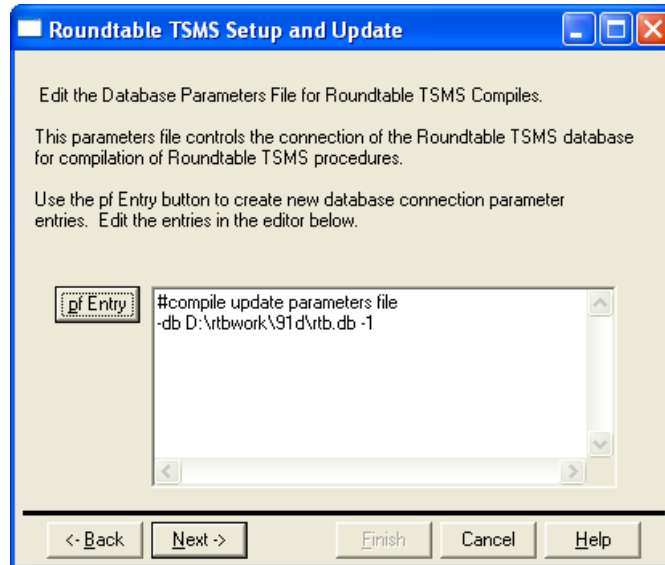 Roundtable TSMS Setup and Update
Edit the Database Parameters File for Roundtable TSMS Compiles.
This parameters file controls the connection of the Roundtable TSMS database
for compilation of Roundtable TSMS procedures.
Use the pf Entry button to create new database connection parameter
entries. Edit the entries in the editor below.
pf Entry
#compile update parameters file
-db D:\rtbwork\91d\rtb.db -1
<- Back Next -> Finish Cancel Help